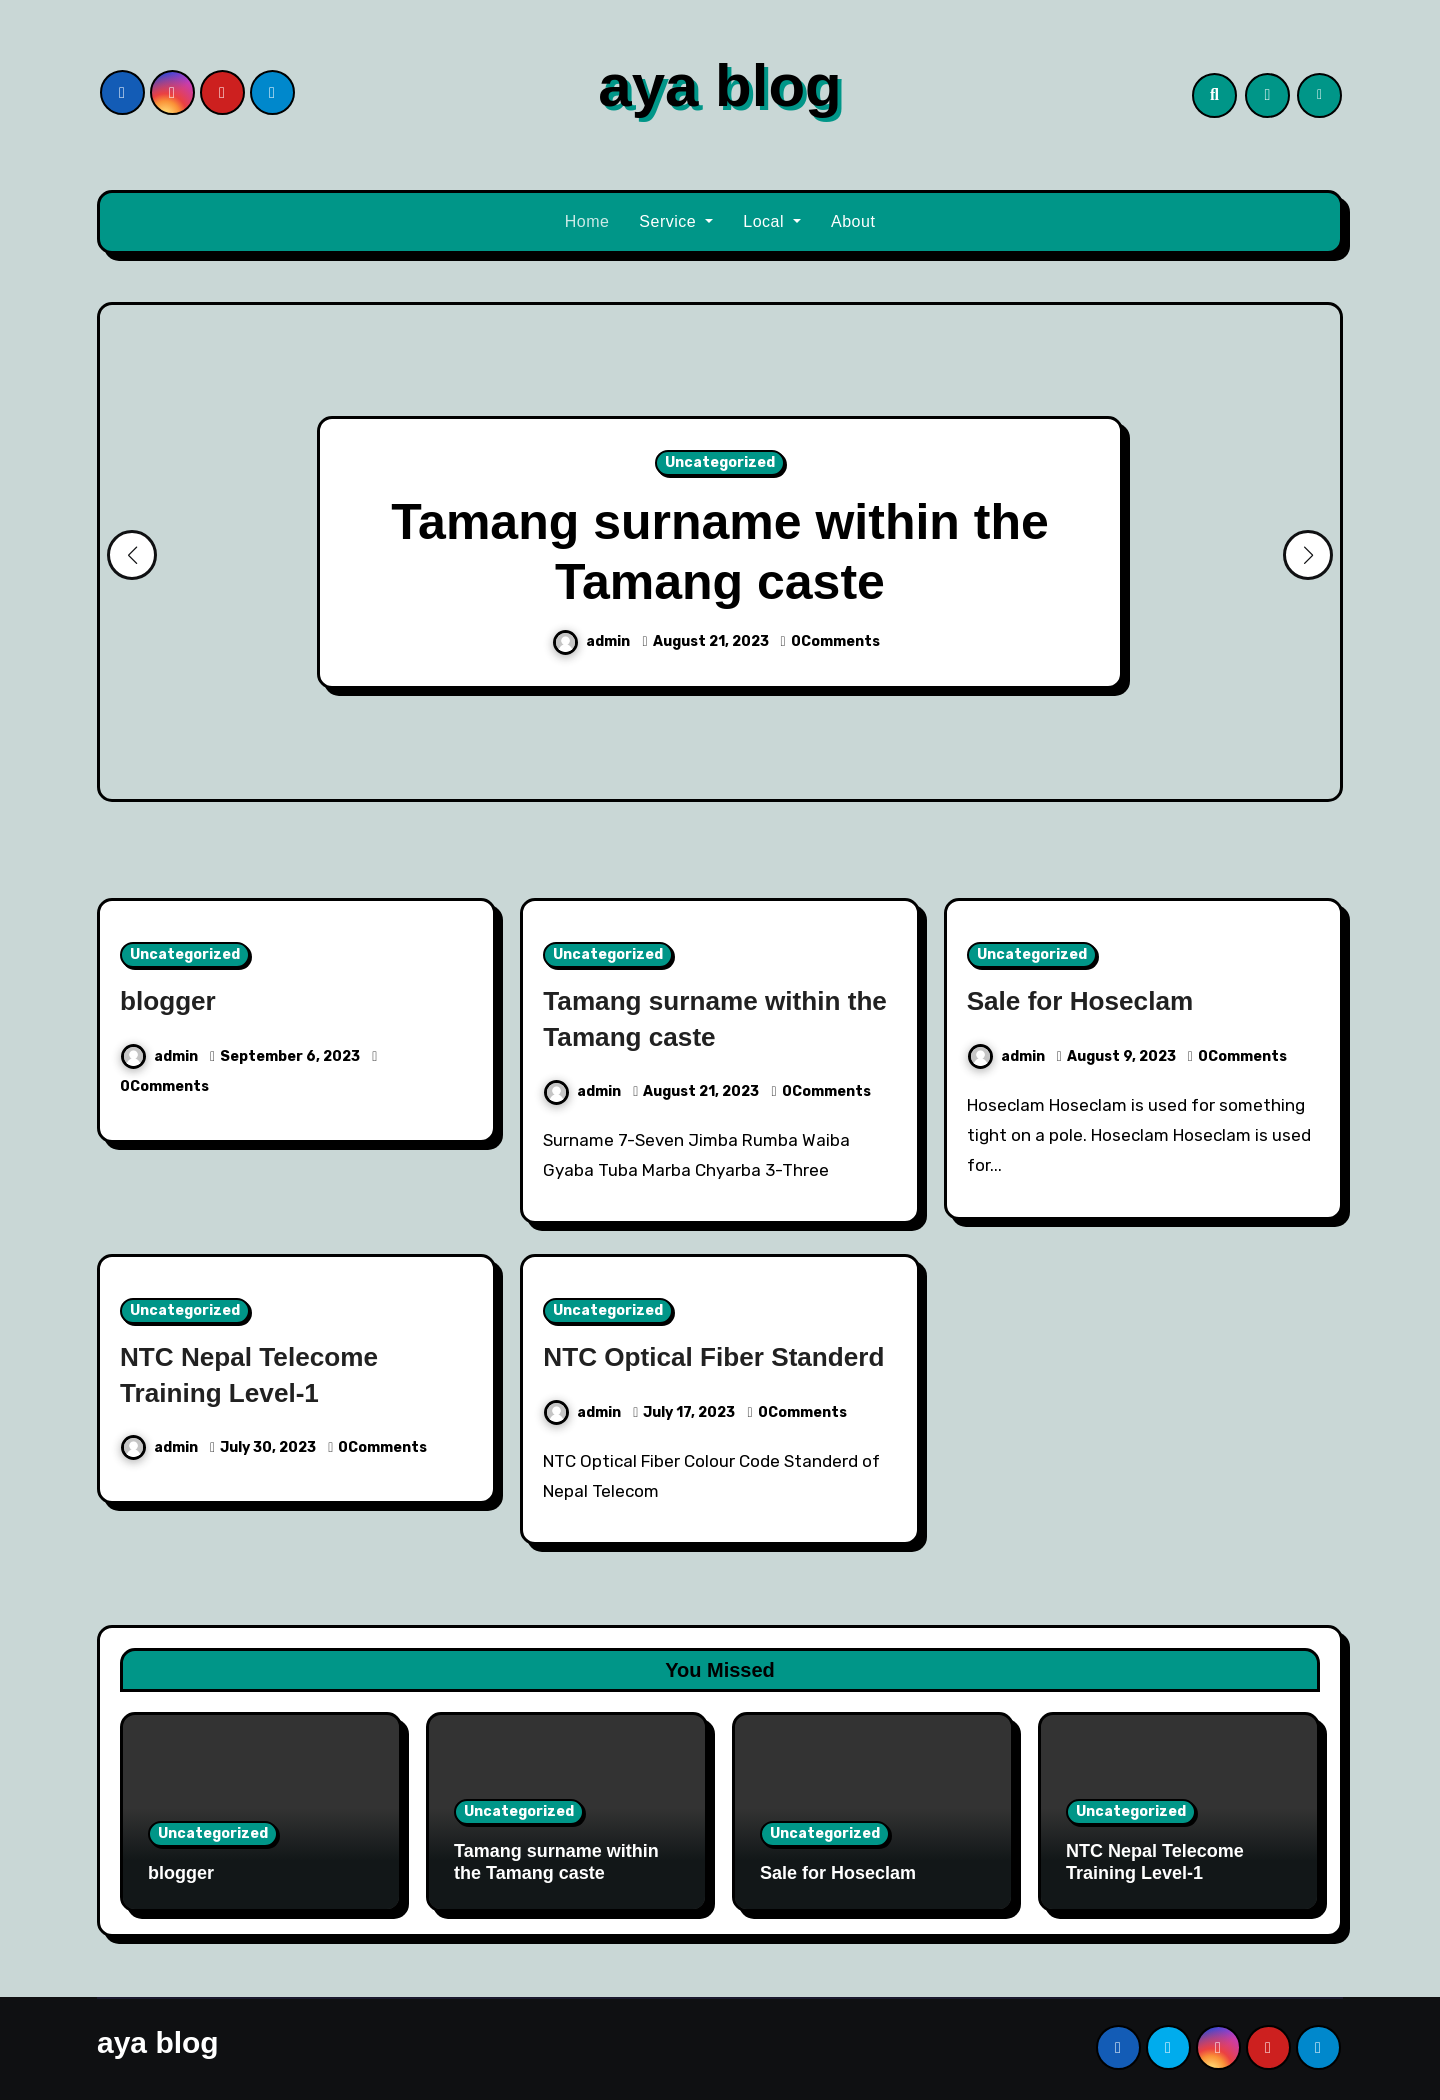 aya blog
Home Service Local About
Uncategorized
Tamang surname within the
Tamang caste
admin August 21, 2023 0Comments
Uncategorized
blogger
admin September 6, 2023
0Comments
Uncategorized
Tamang surname within the
Tamang caste
admin August 21, 2023 0Comments
Surname 7-Seven Jimba Rumba Waiba
Gyaba Tuba Marba Chyarba 3-Three
Uncategorized
Sale for Hoseclam
admin August 9, 2023 0Comments
Hoseclam Hoseclam is used for something
tight on a pole. Hoseclam Hoseclam is used
for...
Uncategorized
NTC Nepal Telecome
Training Level-1
admin July 30, 2023 0Comments
Uncategorized
NTC Optical Fiber Standerd
admin July 17, 2023 0Comments
NTC Optical Fiber Colour Code Standerd of
Nepal Telecom
You Missed
Uncategorized
blogger
Uncategorized
Tamang surname within
the Tamang caste
Uncategorized
Sale for Hoseclam
Uncategorized
NTC Nepal Telecome
Training Level-1
aya blog